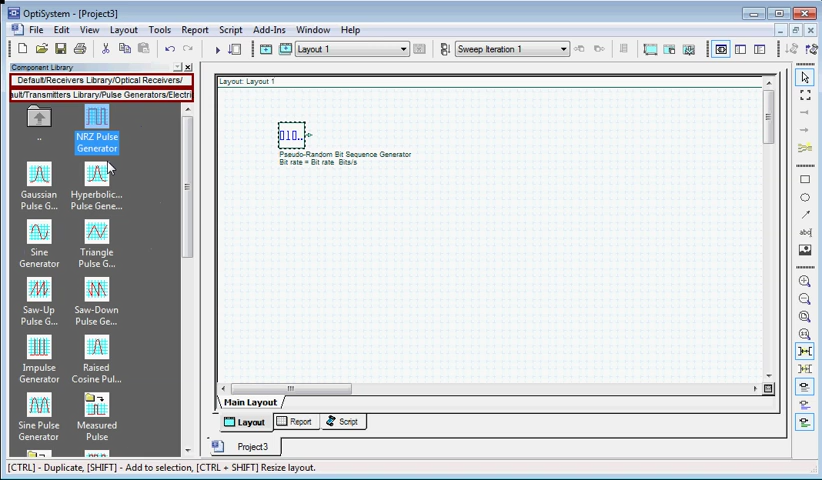 OptiSystem - [Project3]
File Edit View Layout Tools Report Script Add-Ins Window Help
Layout 1
Sweep Iteration 1
Component Library
Default/Receivers Library/Optical Receivers/
ault/Transmitters Library/Pulse Generators/Electri
..
NRZ Pulse
Generator
Gaussian
Pulse G...
Hyperbolic...
Pulse Gene...
Sine
Generator
Triangle
Pulse G...
Saw-Up
Pulse G...
Saw-Down
Pulse Ge...
Impulse
Generator
Raised
Cosine Pul...
Sine Pulse
Generator
Measured
Pulse
Layout: Layout 1
010..
Pseudo-Random Bit Sequence Generator
Bit rate = Bit rate Bits/s
Main Layout
Layout Report Script
Project3
abc
[CTRL] - Duplicate, [SHIFT] - Add to selection, [CTRL + SHIFT] Resize layout.